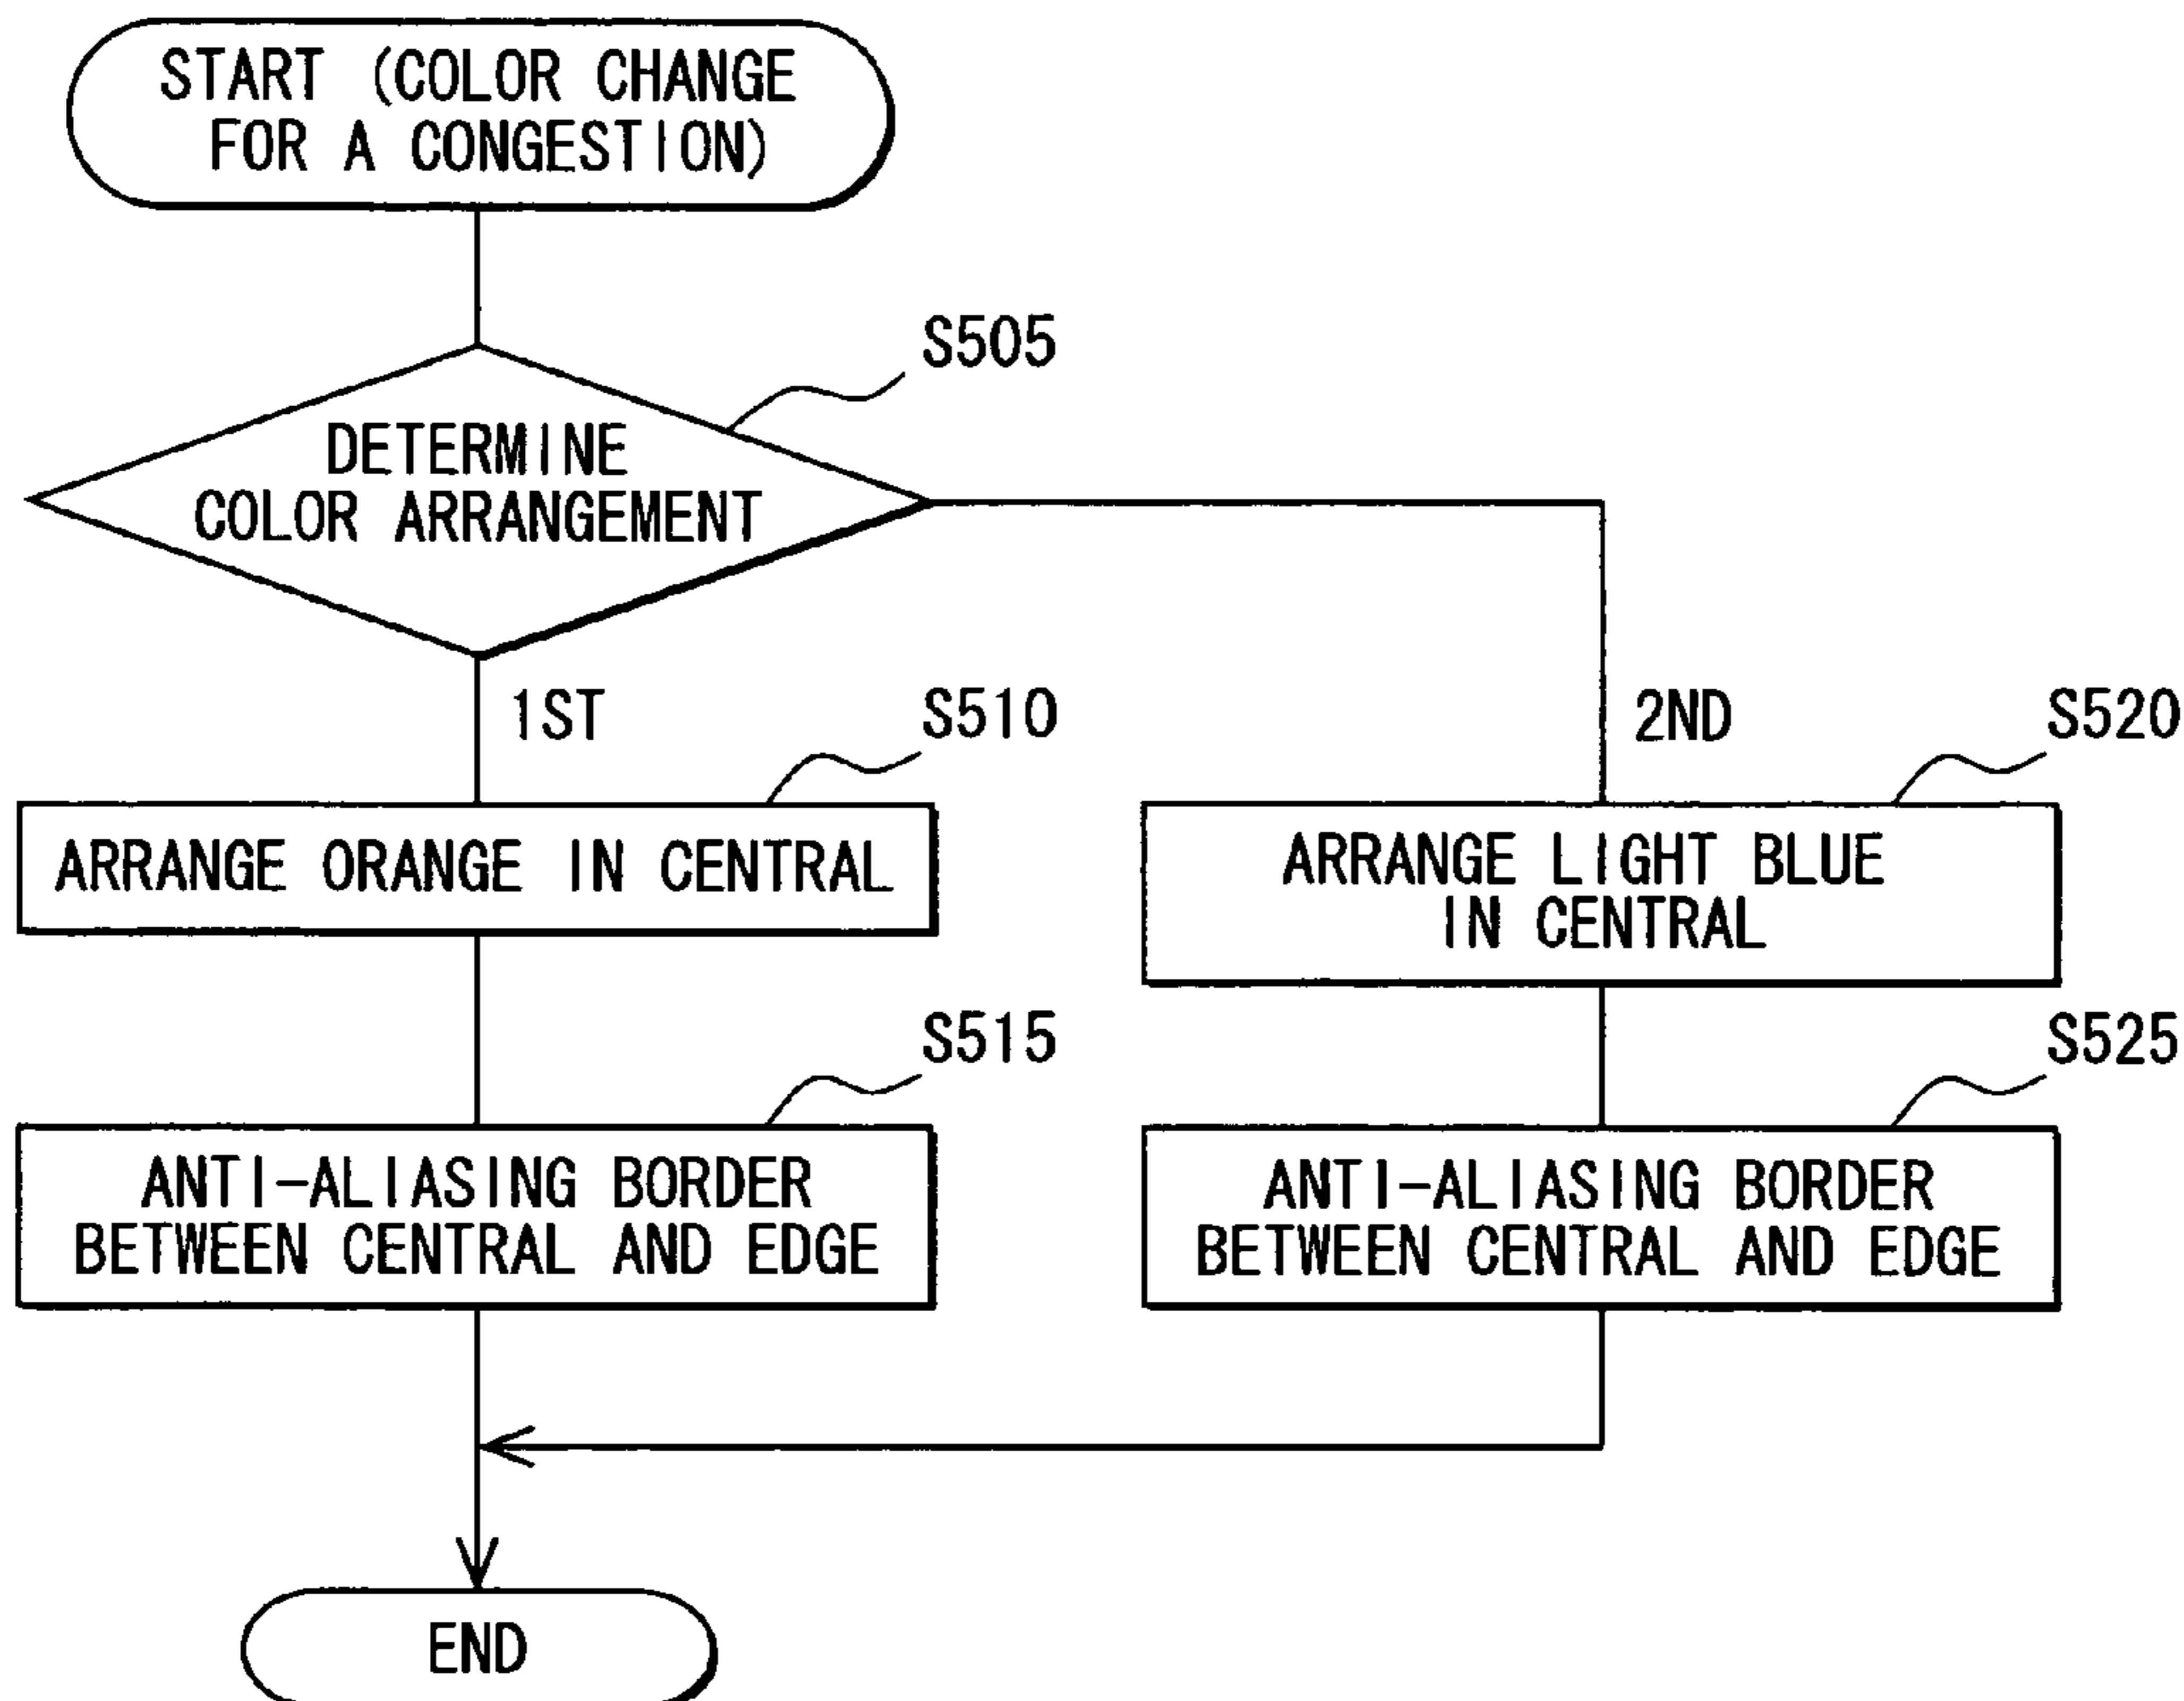 START (COLOR CHANGE
FOR A CONGESTION)
S505
DETERMINE
COLOR ARRANGEMENT
1ST
S510
2ND
S520
ARRANGE ORANGE IN CENTRAL
ARRANGE LIGHT BLUE
IN CENTRAL
S515
S525
ANTI-ALIASING BORDER
BETWEEN CENTRAL AND EDGE
ANTI-ALIASING BORDER
BETWEEN CENTRAL AND EDGE
END